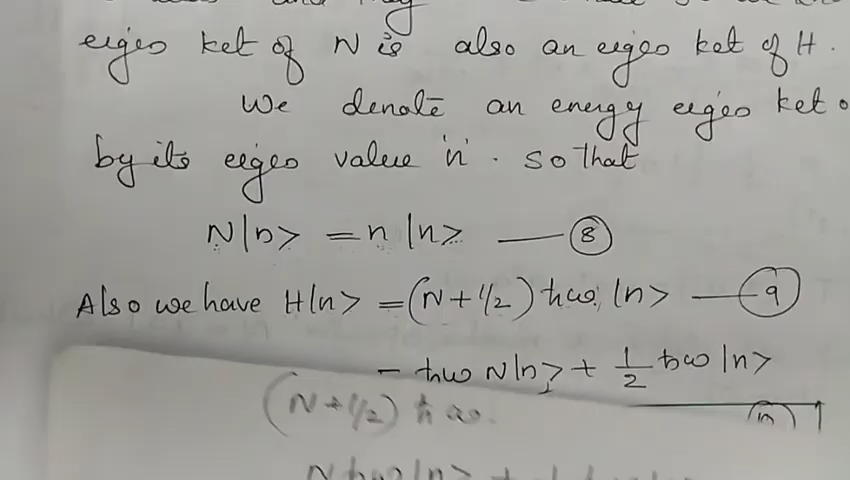 eigen ket of N is also an eigen ket of H.
We denote an energy eigen ket
by its eigen value 'n'. so that
N|n> = n|n> — ⑧
Also we have H|n> = (N + 1/2) ħω |n> — ⑨
- ħω N|n> + 1/2 ħω |n>
(N + 1/2) ħω.